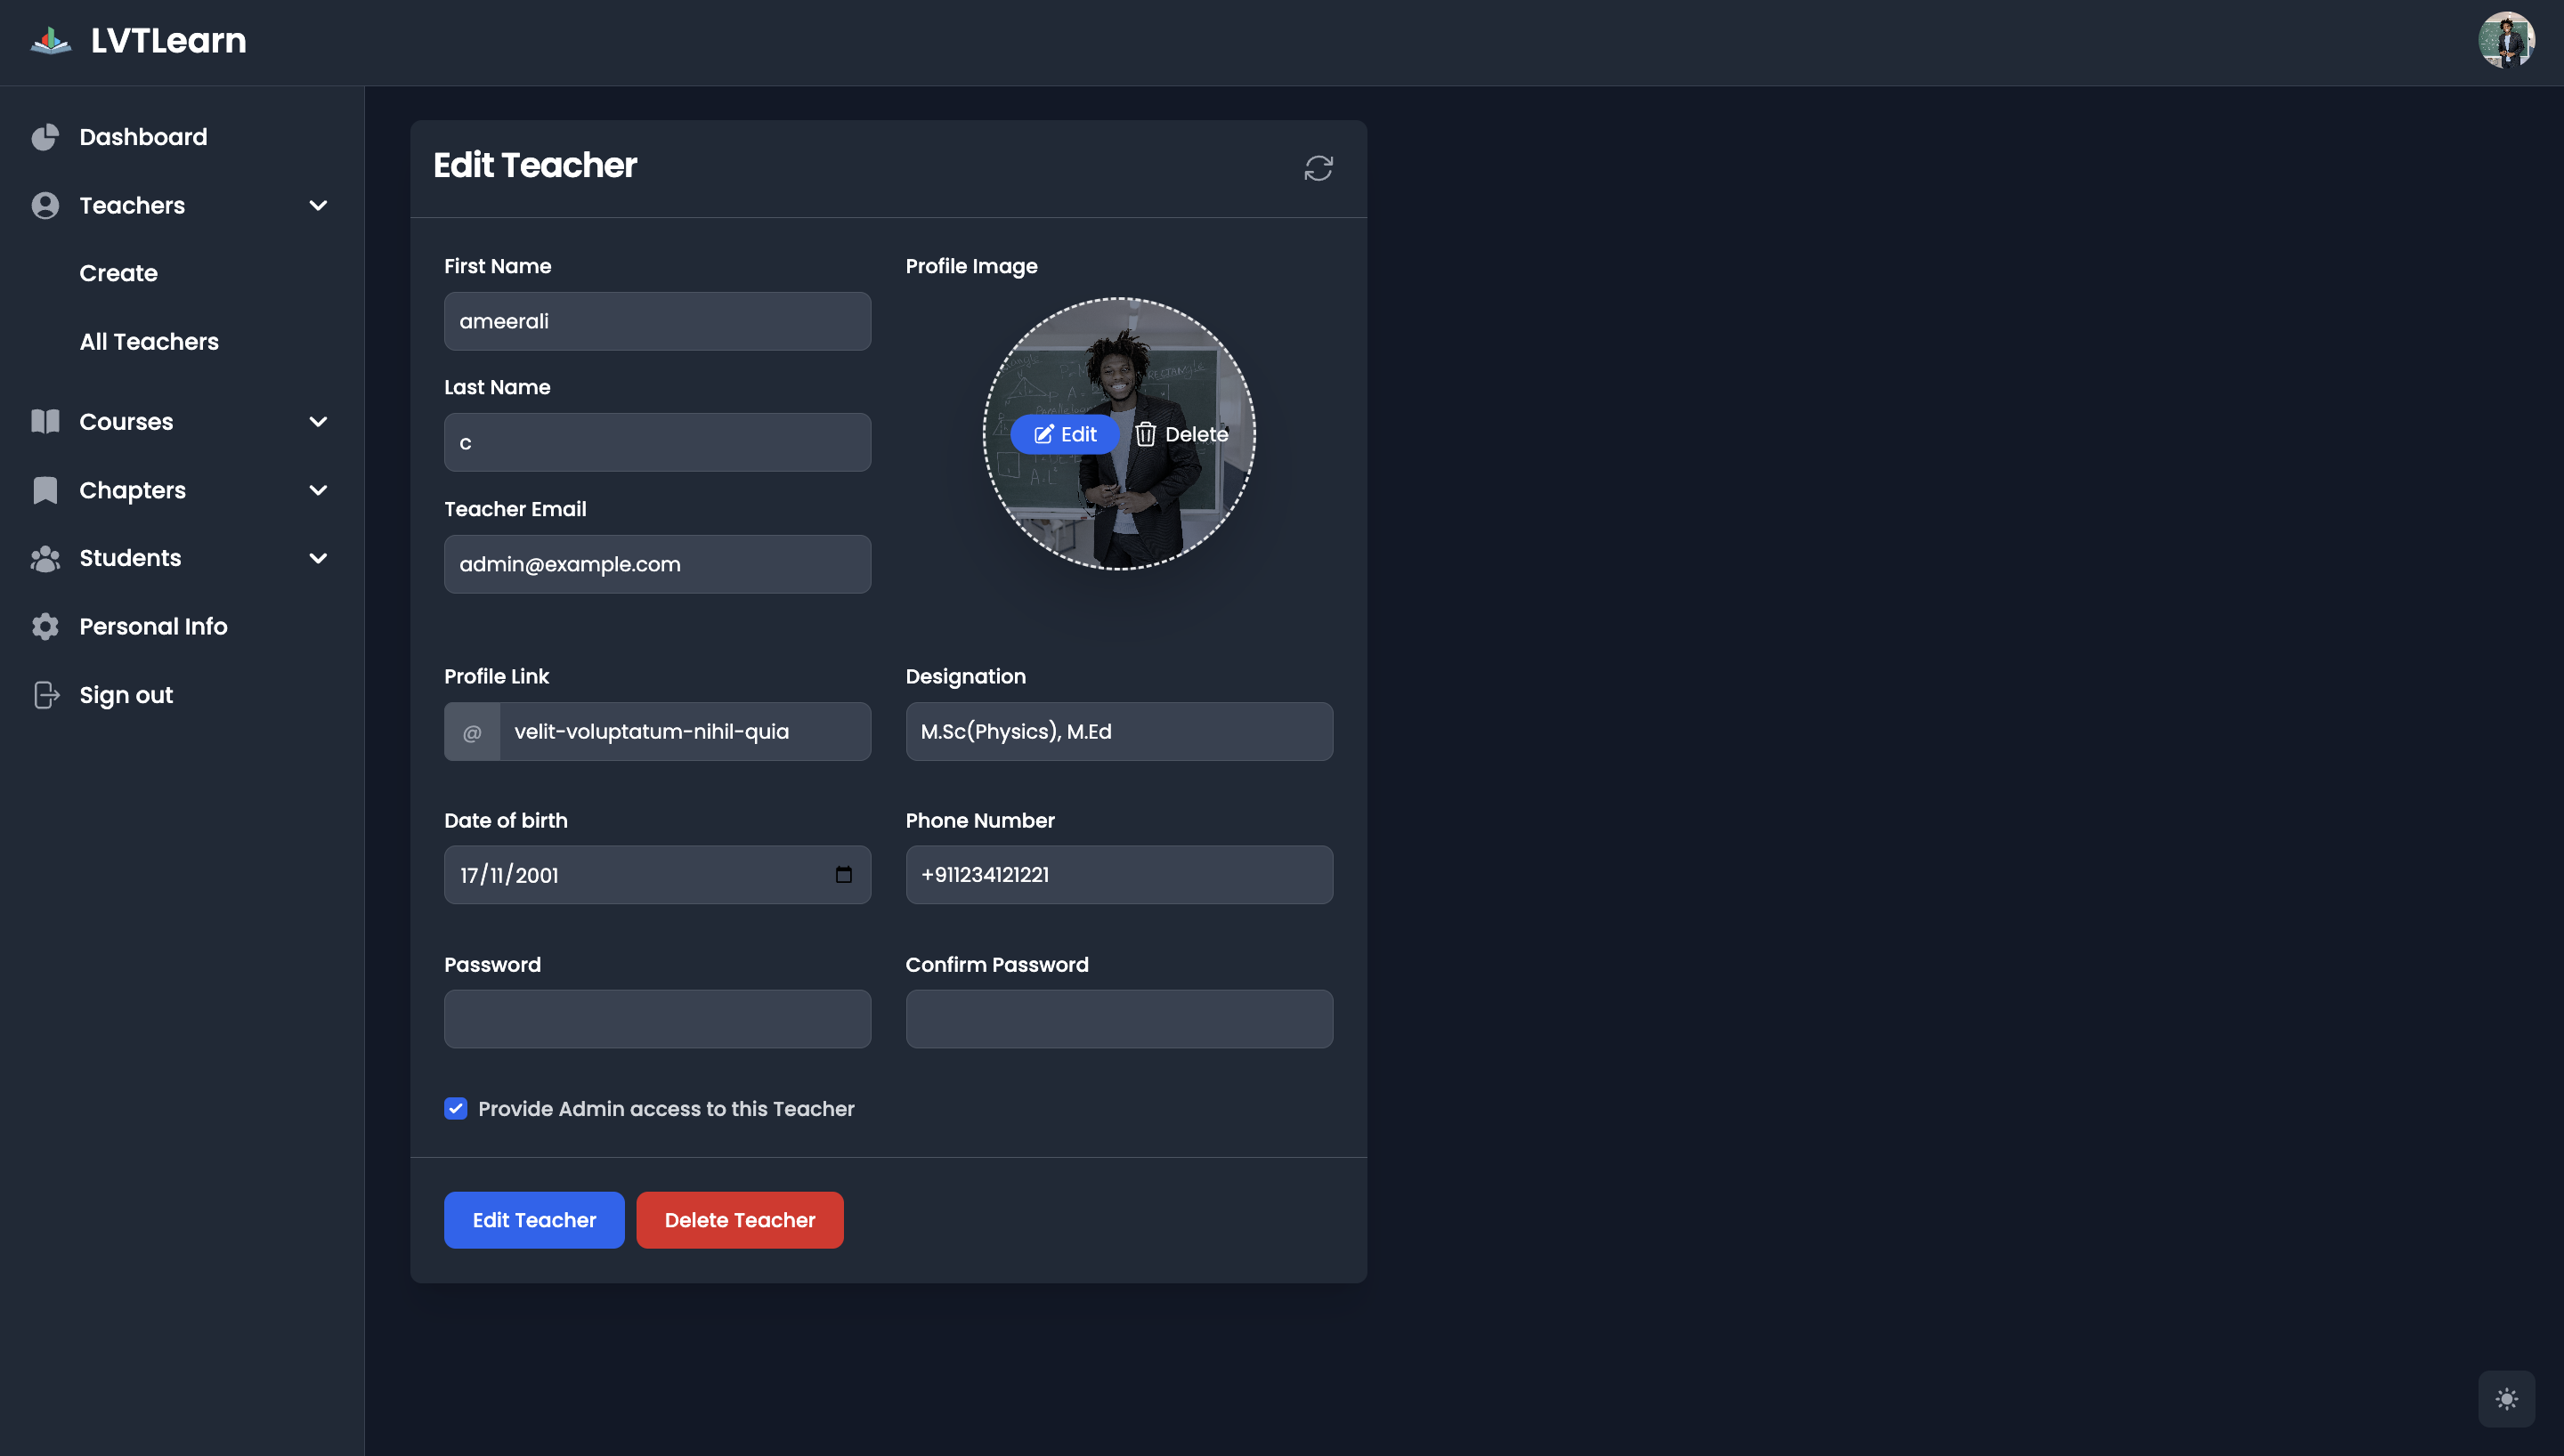 LVTLearn
Dashboard
Teachers
Create
All Teachers
Courses
Chapters
Students
Personal Info
Sign out
Edit Teacher
First Name
ameerali
Last Name
c
Teacher Email
admin@example.com
Profile Image
Edit
Delete
Profile Link
@ velit-voluptatum-nihil-quia
Designation
M.Sc(Physics), M.Ed
Date of birth
17/11/2001
Phone Number
+911234121221
Password
Confirm Password
Provide Admin access to this Teacher
Edit Teacher
Delete Teacher